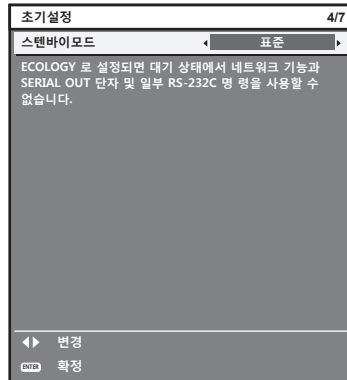 초기설정 4/7
스텐바이모드 표준
ECOLOGY 로 설정되면 대기 상태에서 네트워크 기능과
SERIAL OUT 단자 및 일부 RS-232C 명 령을 사용할 수
없습니다.
변경
ENTER 확정